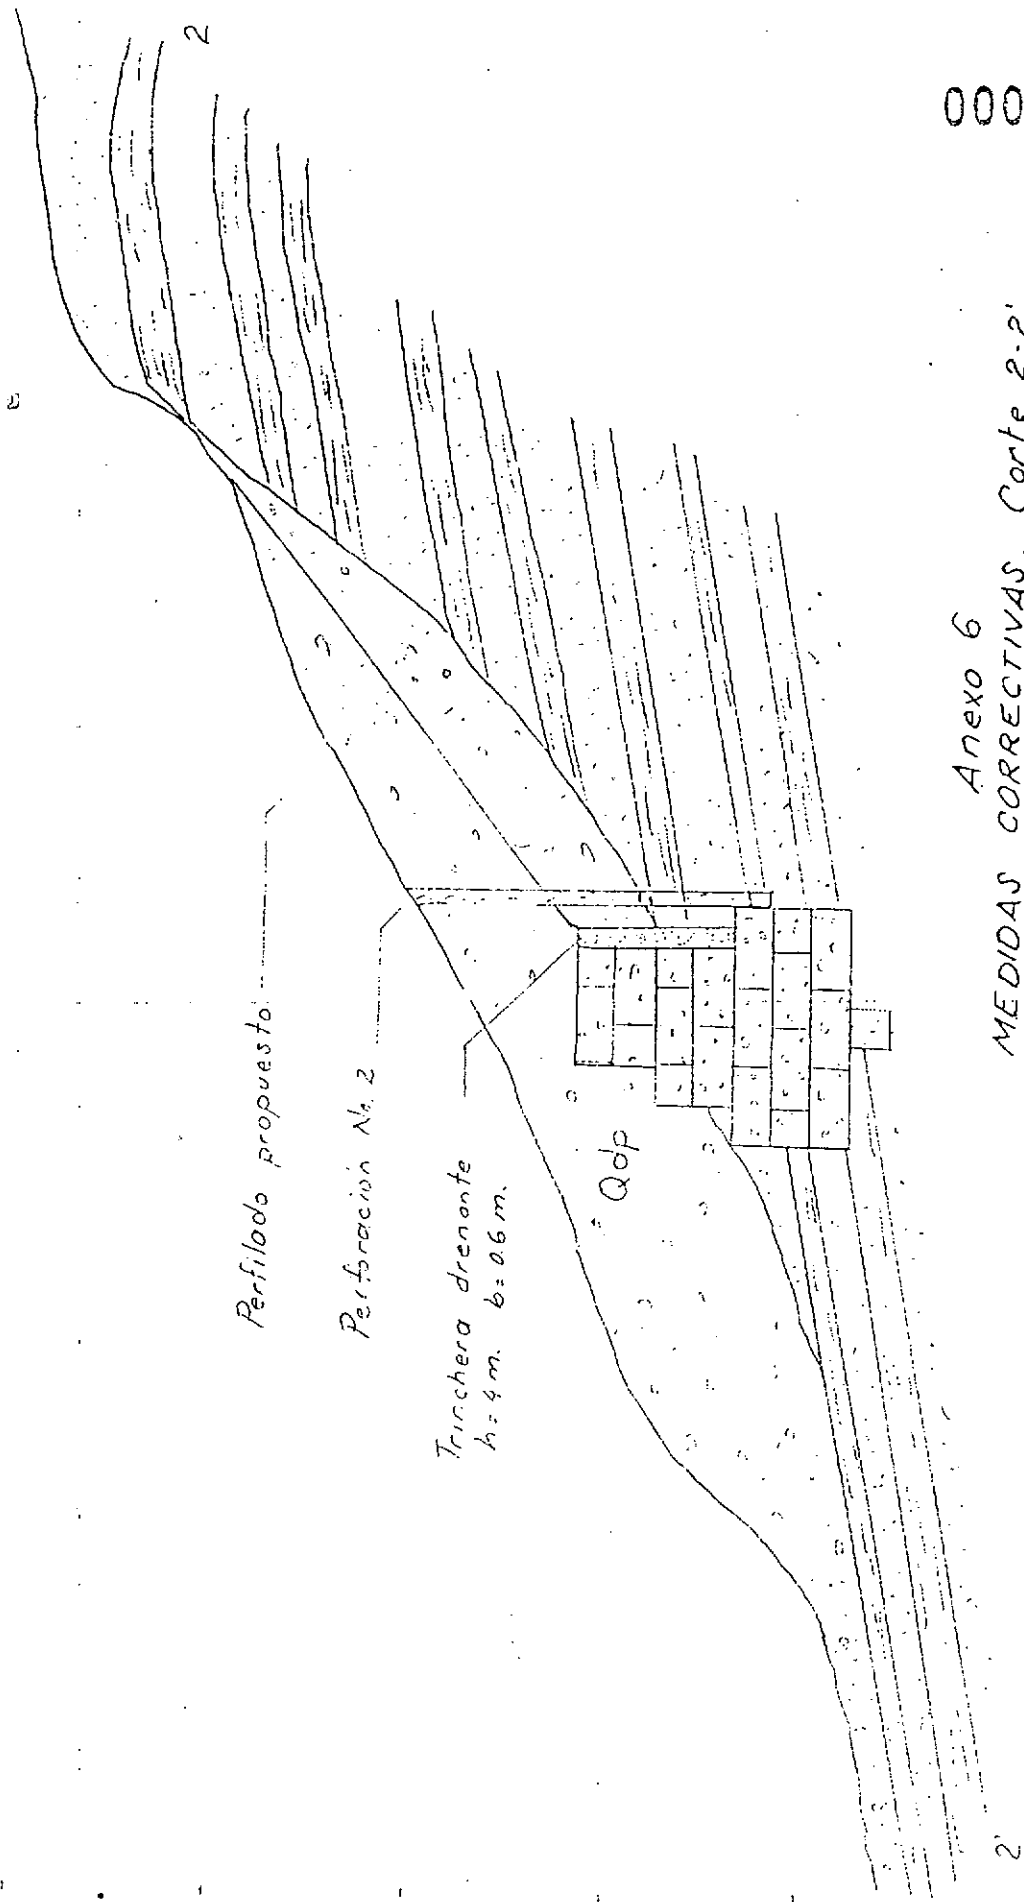 2
Perfilado propuesto
Perforación No. 2
Trinchera drenante
h=4 m. b=0.6 m.
Qdp
2'
Anexo 6
MEDIDAS CORRECTIVAS. Corte 2-2'
000